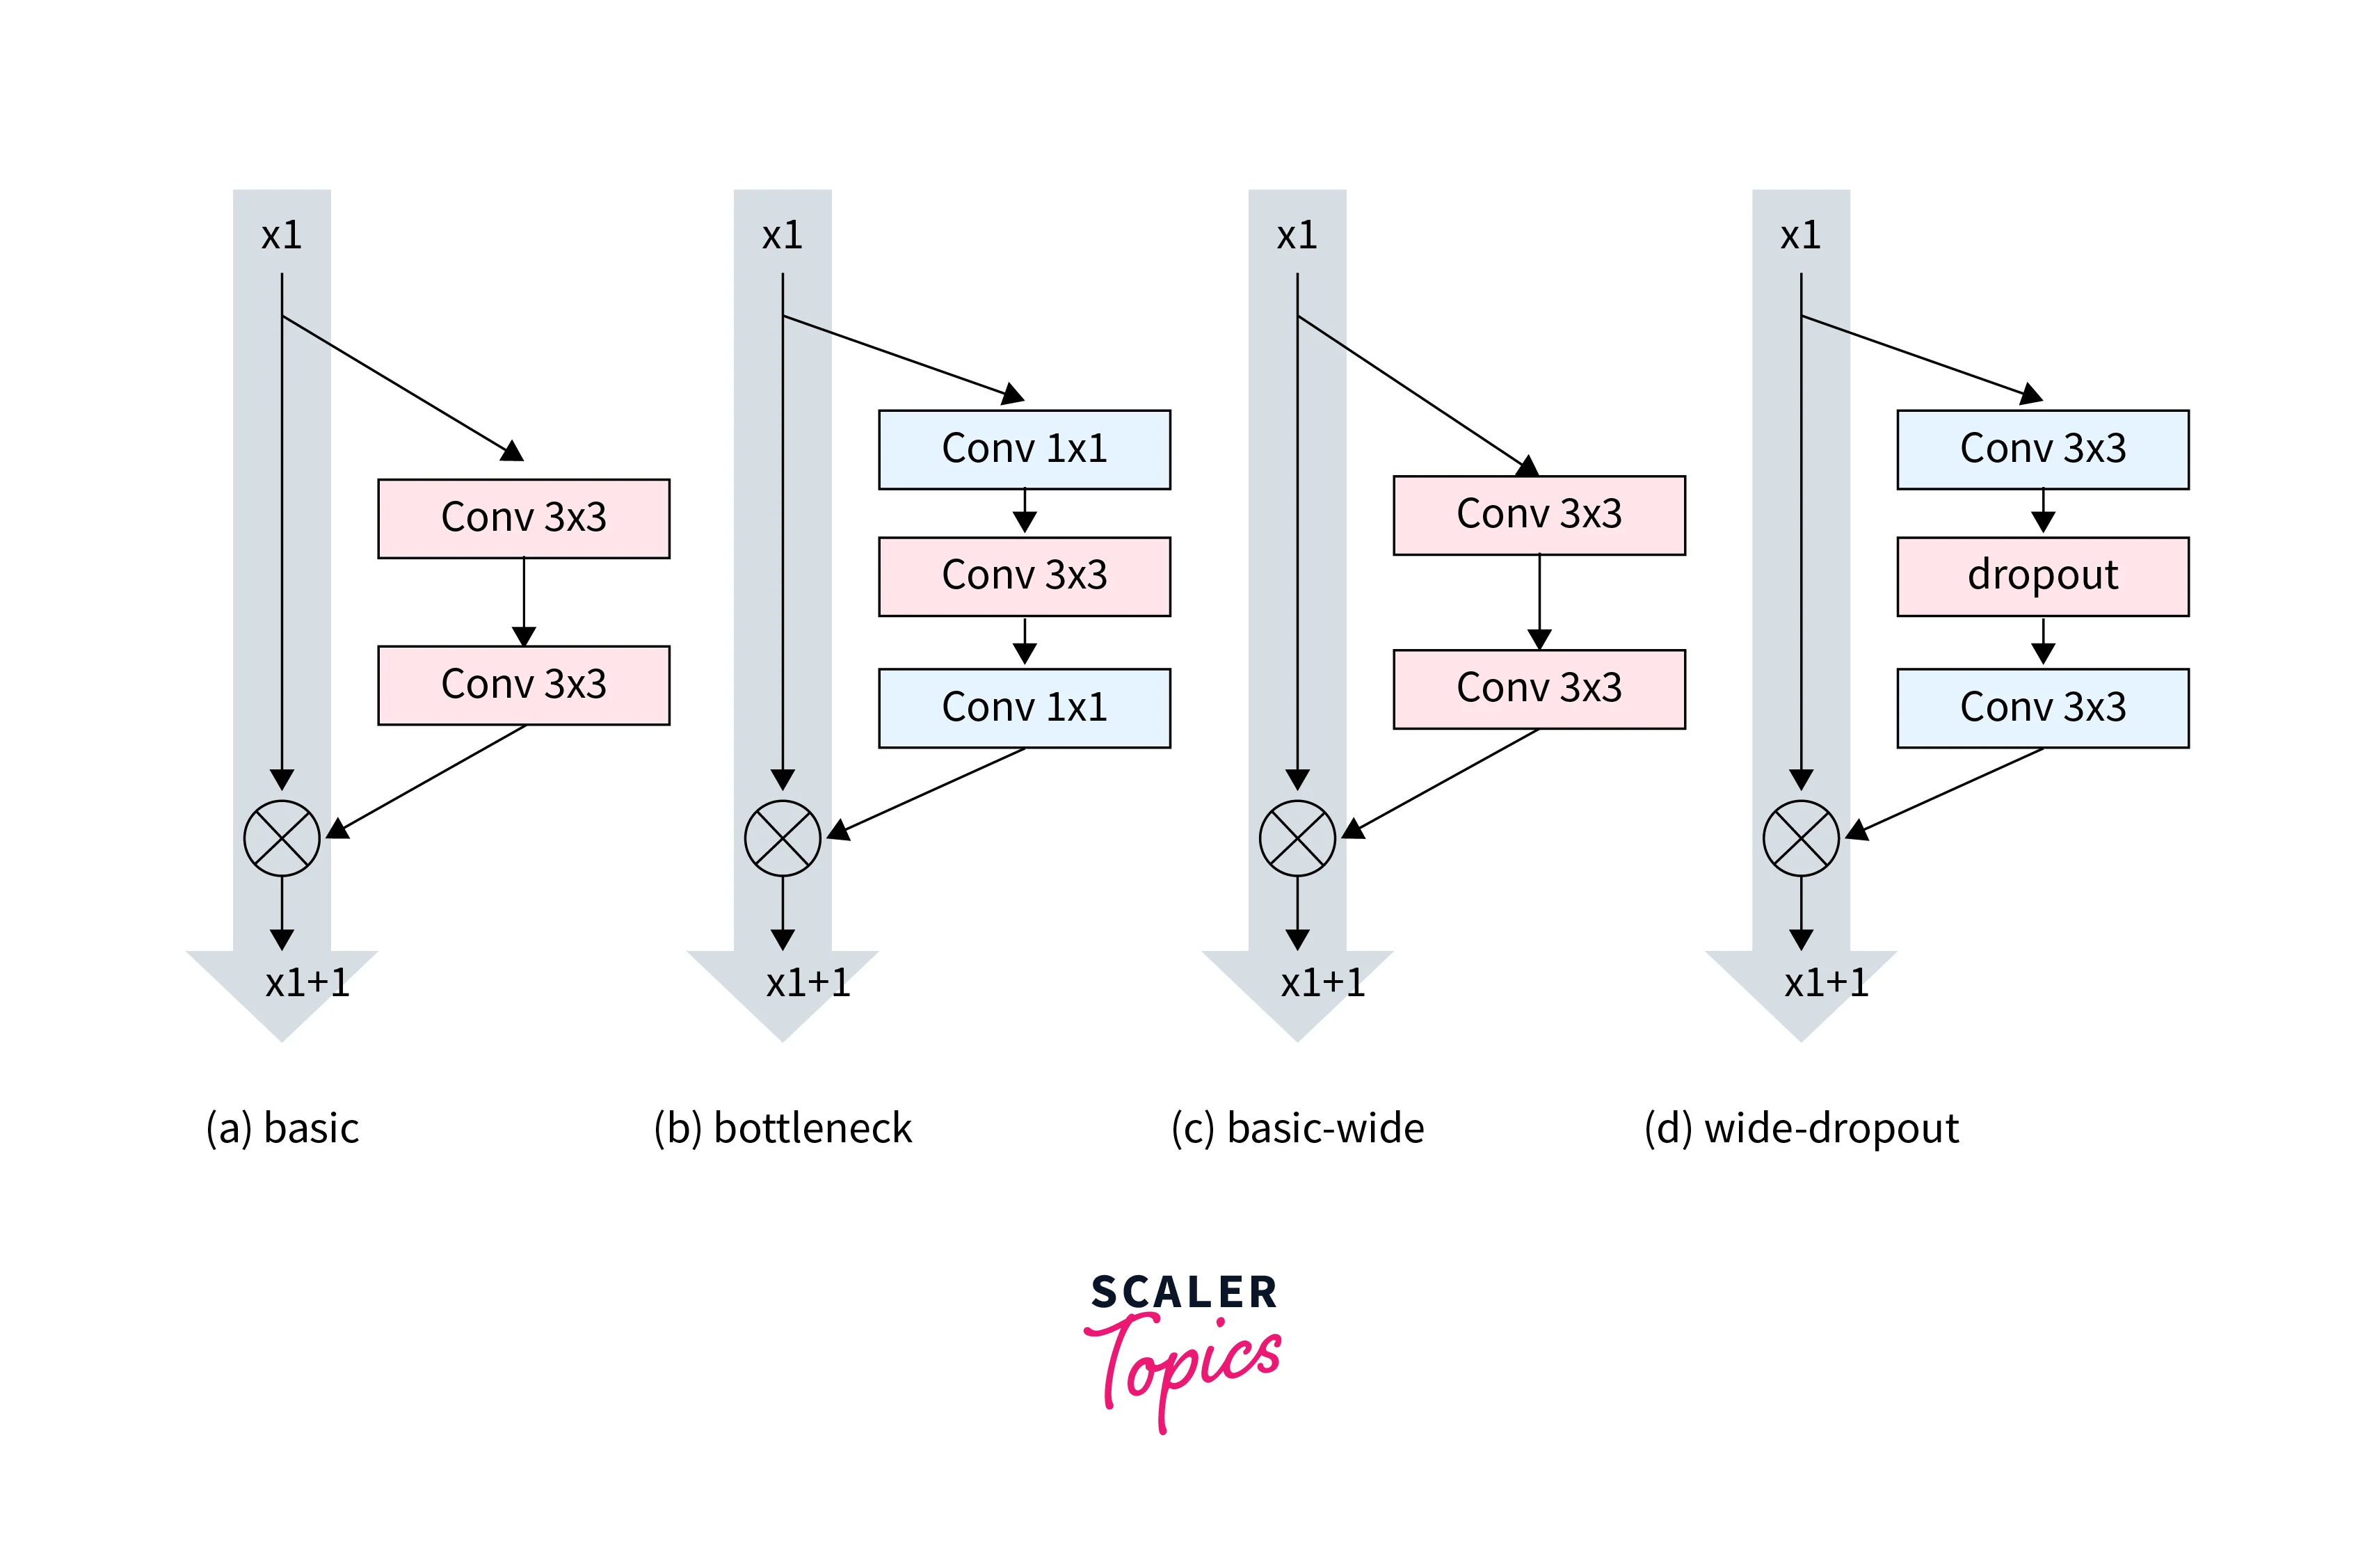 x1
Conv 3x3
Conv 3x3
x1+1
(a) basic
x1
Conv 1x1
Conv 3x3
Conv 1x1
x1+1
(b) bottleneck
x1
Conv 3x3
Conv 3x3
x1+1
(c) basic-wide
x1
Conv 3x3
dropout
Conv 3x3
x1+1
(d) wide-dropout
SCALER
Topics